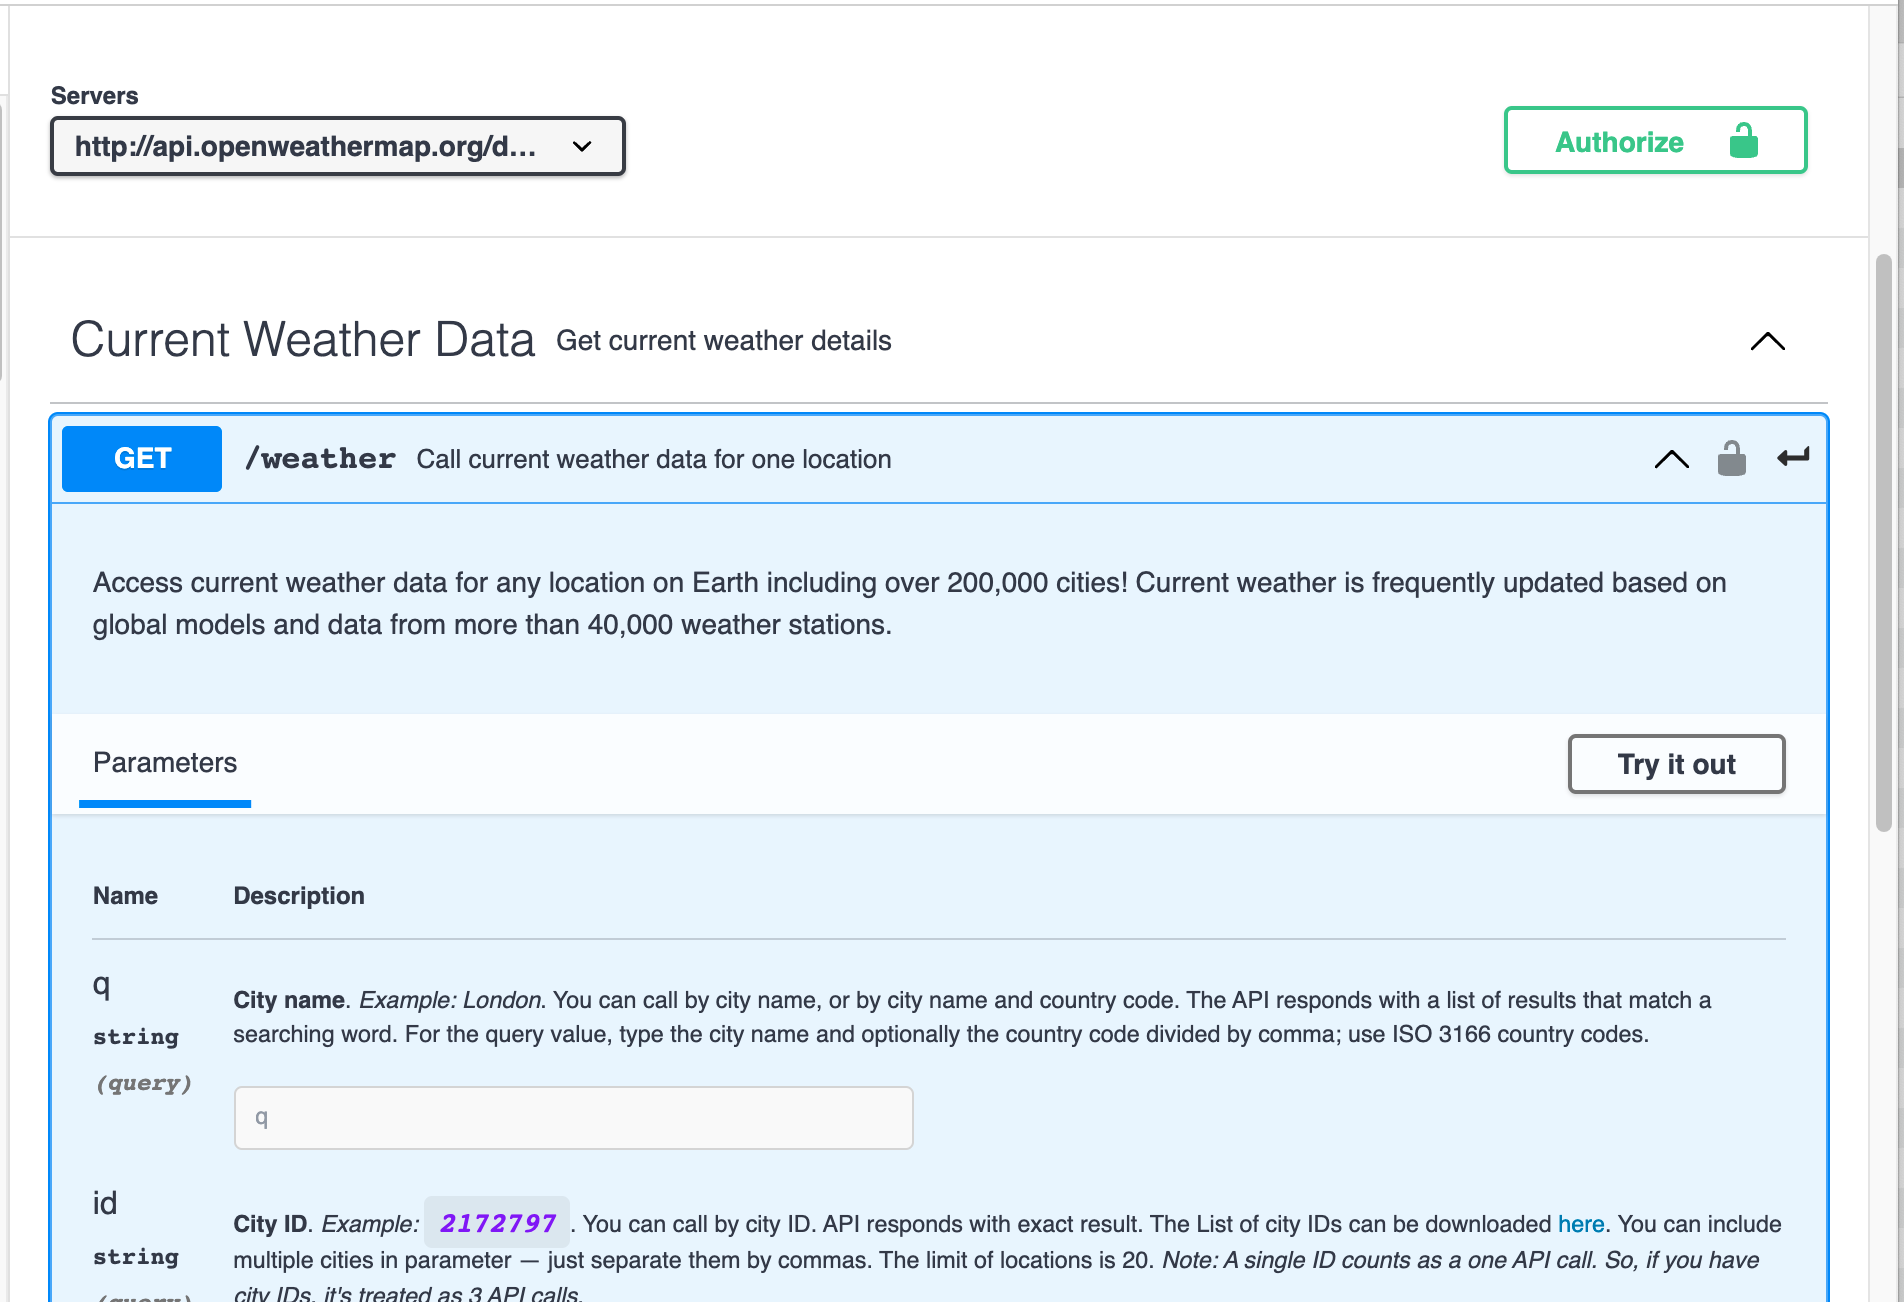 Servers
http://api.openweathermap.org/d...
Authorize
Current Weather Data Get current weather details
GET /weather Call current weather data for one location
Access current weather data for any location on Earth including over 200,000 cities! Current weather is frequently updated based on
global models and data from more than 40,000 weather stations.
Parameters
Try it out
Name Description
q
string
(query)
City name. Example: London. You can call by city name, or by city name and country code. The API responds with a list of results that match a
searching word. For the query value, type the city name and optionally the country code divided by comma; use ISO 3166 country codes.
q
id
string
(query)
City ID. Example: 2172797. You can call by city ID. API responds with exact result. The List of city IDs can be downloaded here. You can include
multiple cities in parameter — just separate them by commas. The limit of locations is 20. Note: A single ID counts as a one API call. So, if you have
city IDs, it's treated as 3 API calls.